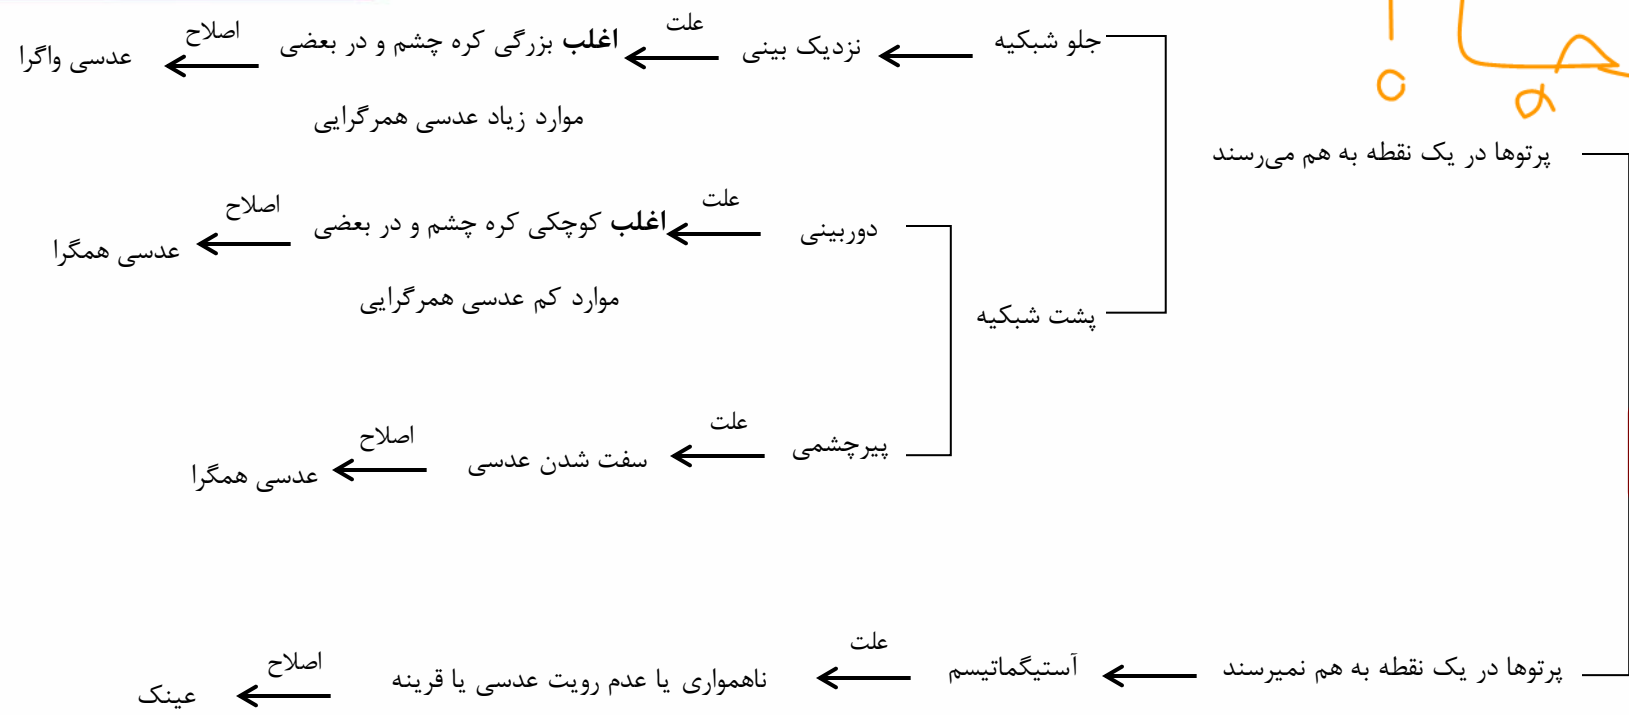 جلو شبکیه
نزدیک بینی
علت
اغلب بزرگی کره چشم و در بعضی
موارد زیاد عدسی همرگرایی
اصلاح
عدسی واگرا
پرتوها در یک نقطه به هم می‌رسند
پشت شبکیه
دوربینی
علت
اغلب کوچکی کره چشم و در بعضی
موارد کم عدسی همرگرایی
اصلاح
عدسی همگرا
پیرچشمی
علت
سفت شدن عدسی
اصلاح
عدسی همگرا
پرتوها در یک نقطه به هم نمیرسند
آستیگماتیسم
علت
ناهمواری یا عدم رویت عدسی یا قرینه
اصلاح
عینک